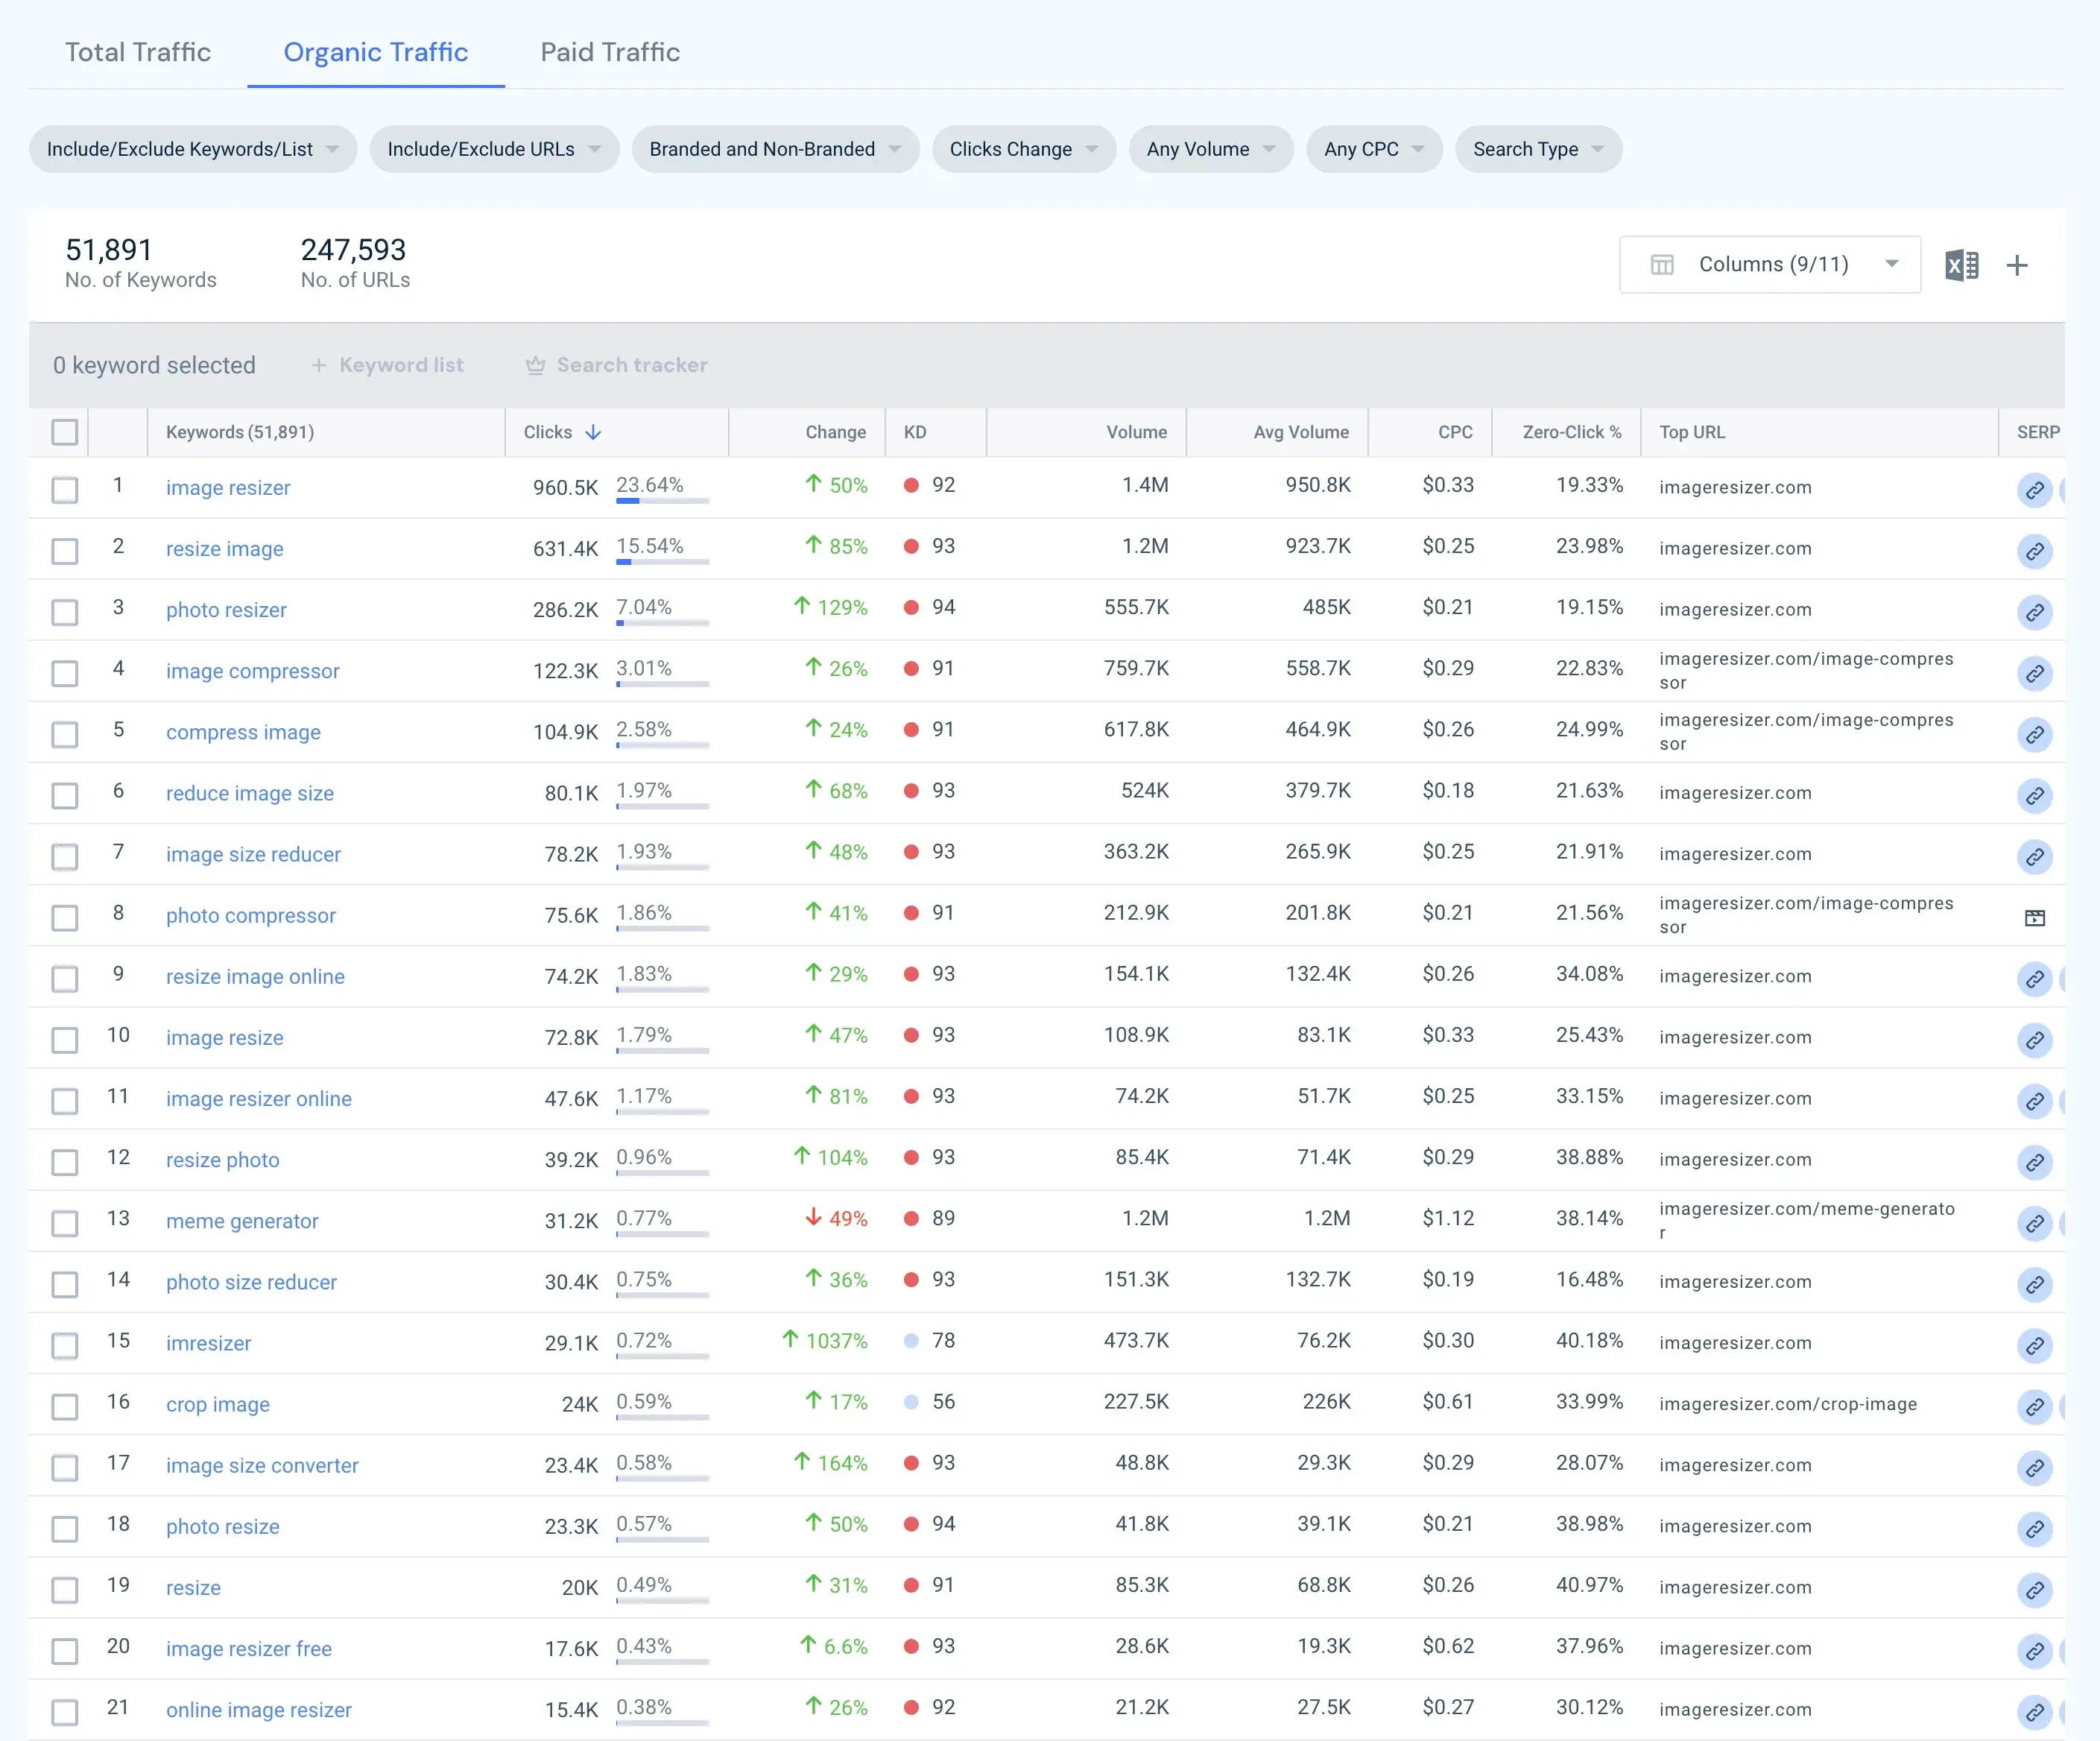 Total Traffic Organic Traffic Paid Traffic
Include/Exclude Keywords/List Include/Exclude URLs Branded and Non-Branded Clicks Change Any Volume Any CPC Search Type
51,891 247,593
No. of Keywords No. of URLs
Columns (9/11)
0 keyword selected + Keyword list Search tracker
Keywords (51,891) Clicks Change KD Volume Avg Volume CPC Zero-Click % Top URL SERP
1 image resizer 960.5K 23.64% 50% 92 1.4M 950.8K $0.33 19.33% imageresizer.com
2 resize image 631.4K 15.54% 85% 93 1.2M 923.7K $0.25 23.98% imageresizer.com
3 photo resizer 286.2K 7.04% 129% 94 555.7K 485K $0.21 19.15% imageresizer.com
4 image compressor 122.3K 3.01% 26% 91 759.7K 558.7K $0.29 22.83% imageresizer.com/image-compres
sor
5 compress image 104.9K 2.58% 24% 91 617.8K 464.9K $0.26 24.99% imageresizer.com/image-compres
sor
6 reduce image size 80.1K 1.97% 68% 93 524K 379.7K $0.18 21.63% imageresizer.com
7 image size reducer 78.2K 1.93% 48% 93 363.2K 265.9K $0.25 21.91% imageresizer.com
8 photo compressor 75.6K 1.86% 41% 91 212.9K 201.8K $0.21 21.56% imageresizer.com/image-compres
sor
9 resize image online 74.2K 1.83% 29% 93 154.1K 132.4K $0.26 34.08% imageresizer.com
10 image resize 72.8K 1.79% 47% 93 108.9K 83.1K $0.33 25.43% imageresizer.com
11 image resizer online 47.6K 1.17% 81% 93 74.2K 51.7K $0.25 33.15% imageresizer.com
12 resize photo 39.2K 0.96% 104% 93 85.4K 71.4K $0.29 38.88% imageresizer.com
13 meme generator 31.2K 0.77% 49% 89 1.2M 1.2M $1.12 38.14% imageresizer.com/meme-generato
r
14 photo size reducer 30.4K 0.75% 36% 93 151.3K 132.7K $0.19 16.48% imageresizer.com
15 imresizer 29.1K 0.72% 1037% 78 473.7K 76.2K $0.30 40.18% imageresizer.com
16 crop image 24K 0.59% 17% 56 227.5K 226K $0.61 33.99% imageresizer.com/crop-image
17 image size converter 23.4K 0.58% 164% 93 48.8K 29.3K $0.29 28.07% imageresizer.com
18 photo resize 23.3K 0.57% 50% 94 41.8K 39.1K $0.21 38.98% imageresizer.com
19 resize 20K 0.49% 31% 91 85.3K 68.8K $0.26 40.97% imageresizer.com
20 image resizer free 17.6K 0.43% 6.6% 93 28.6K 19.3K $0.62 37.96% imageresizer.com
21 online image resizer 15.4K 0.38% 26% 92 21.2K 27.5K $0.27 30.12% imageresizer.com